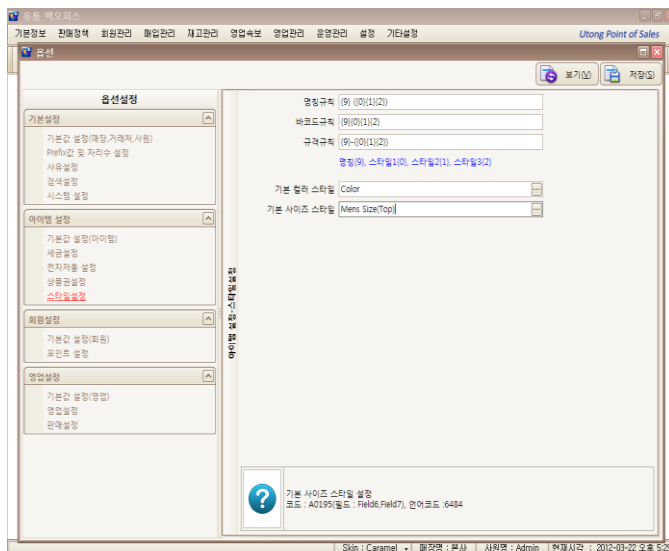 유통 백오피스
기본정보 판매정책 회원관리 매입관리 재고관리 영업속보 영업관리 운영관리 설정 기타설정 Utong Point of Sales
옵션
보기(V) 저장(S)
옵션설정
기본설정
기본값 설정(매장,거래처,사원)
Prefix값 및 자리수 설정
사유설정
검색설정
시스템 설정
아이템 설정
기본값 설정(아이템)
세금설정
전자저울 설정
상품권설정
스타일설정
회원설정
기본값 설정(회원)
포인트 설정
영업설정
기본값 설정(영업)
영업설정
판매설정
아이템 설정-스타일설정
명칭규칙 {9} ({0}{1}{2})
바코드규칙 {9}{0}{1}{2}
규격규칙 {9}-({0}{1}{2})
명칭{9}, 스타일1{0}, 스타일2{1}, 스타일3{2}
기본 컬러 스타일 Color
기본 사이즈 스타일 Mens Size(Top)
기본 사이즈 스타일 설정
코드 : A0195(필드 : Field6,Field7), 언어코드 :6484
Skin : Caramel 매장명 : 본사 사원명 : Admin 현재시각 : 2012-03-22 오후 5:29